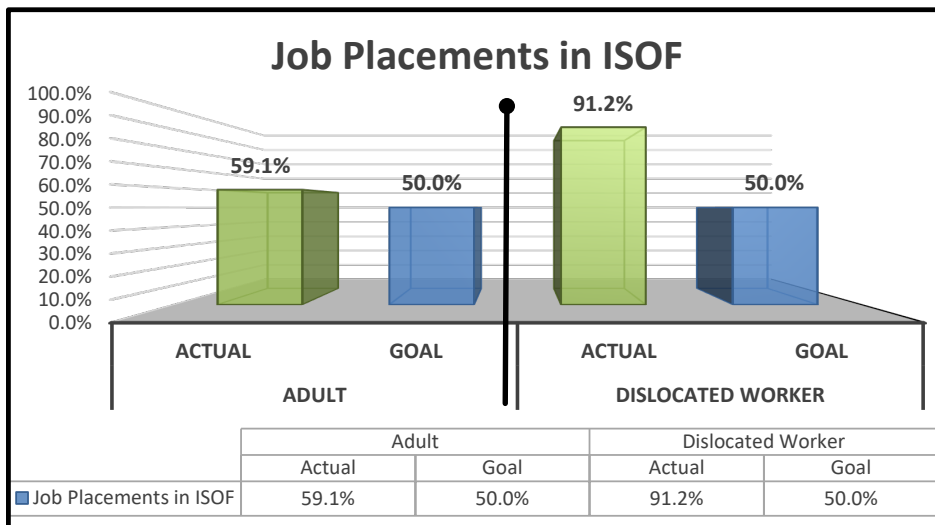 Job Placements in ISOF
100.0%
90.0%
80.0%
70.0%
60.0%
50.0%
40.0%
30.0%
20.0%
10.0%
0.0%
59.1%
50.0%
91.2%
50.0%
ACTUAL GOAL ACTUAL GOAL
ADULT DISLOCATED WORKER
Adult Dislocated Worker
Actual Goal Actual Goal
Job Placements in ISOF 59.1% 50.0% 91.2% 50.0%